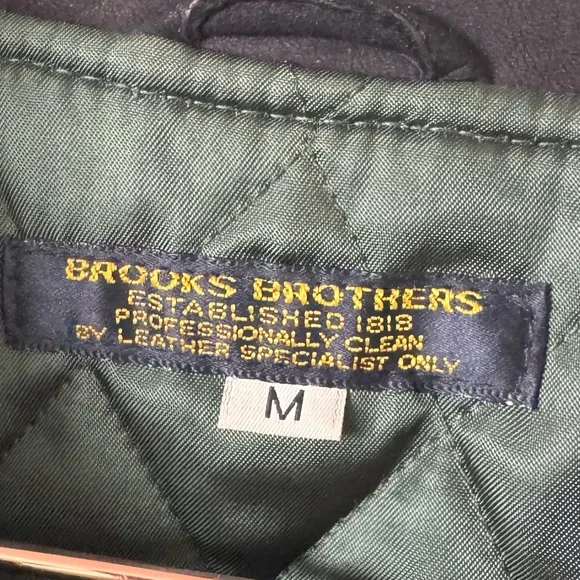 BROOKS BROTHERS
ESTABLISHED 1818
PROFESSIONALLY CLEAN
BY LEATHER SPECIALIST ONLY
M